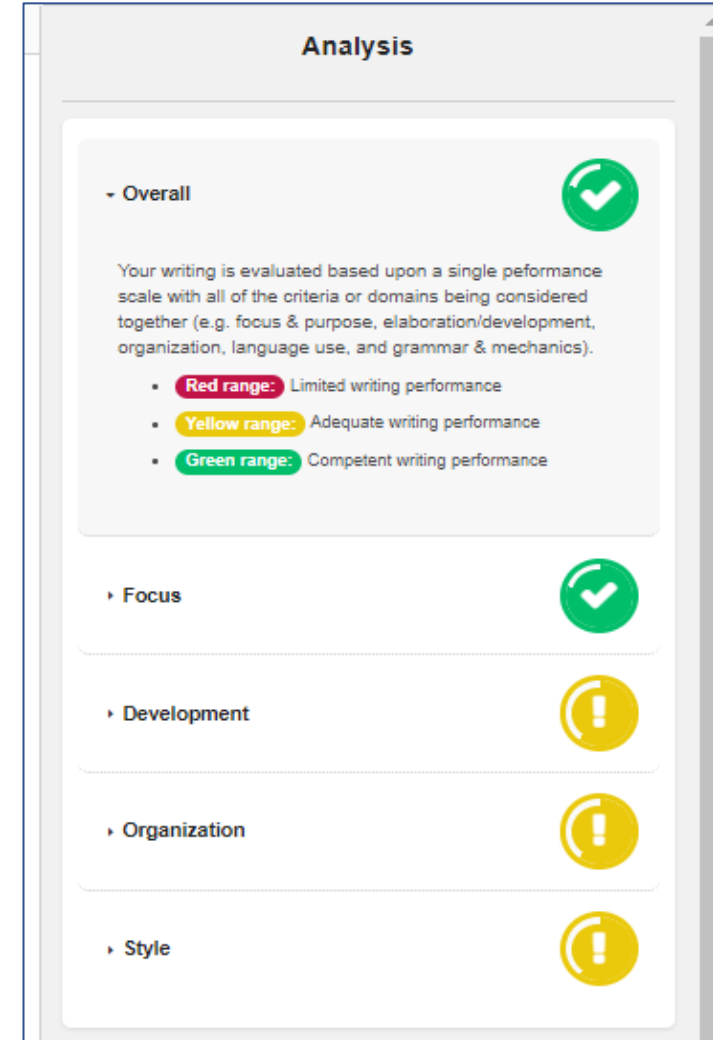 Analysis
Overall
Your writing is evaluated based upon a single peformance
scale with all of the criteria or domains being considered
together (e.g. focus & purpose, elaboration/development,
organization, language use, and grammar & mechanics).
Red range: Limited writing performance
Yellow range: Adequate writing performance
Green range: Competent writing performance
Focus
Development
Organization
Style